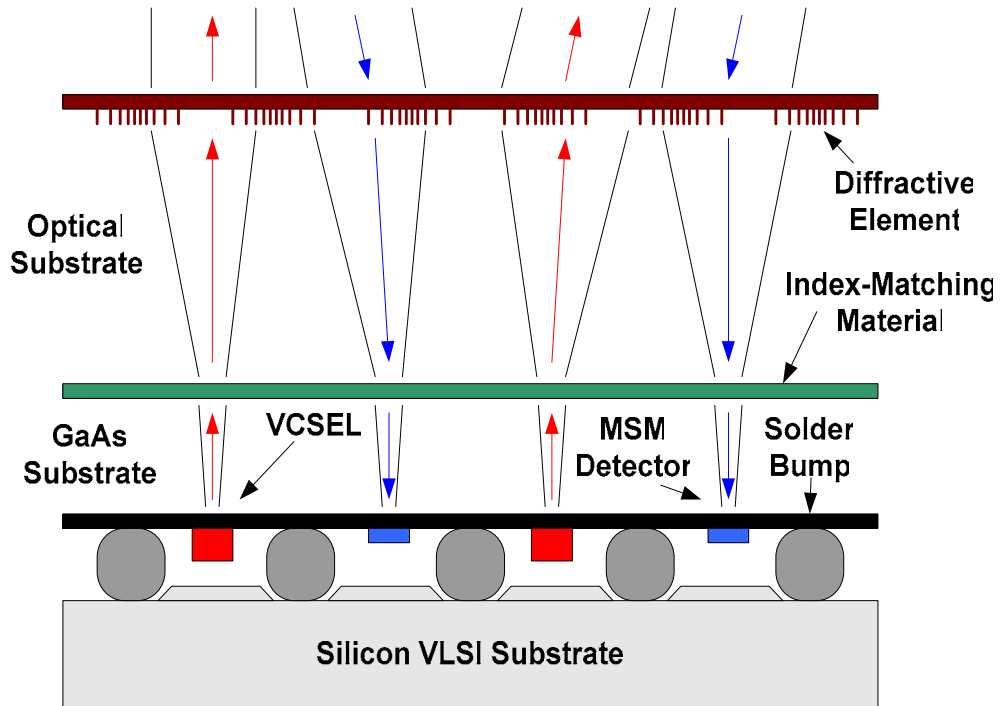 Diffractive
Element
Optical
Substrate
Index-Matching
Material
VCSEL
MSM
Detector
Solder
Bump
GaAs
Substrate
Silicon VLSI Substrate